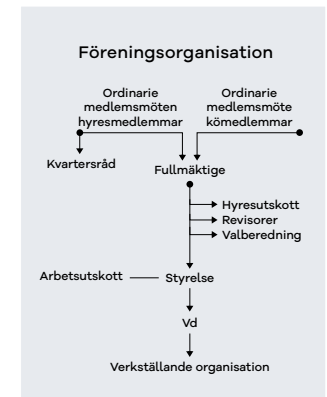 Föreningsorganisation
Ordinarie
medlemsmöten
hyresmedlemmar
Ordinarie
medlemsmöte
kömedlemmar
Kvartersråd
Fullmäktige
Hyresutskott
Revisorer
Valberedning
Arbetsutskott
Styrelse
Vd
Verkställande organisation